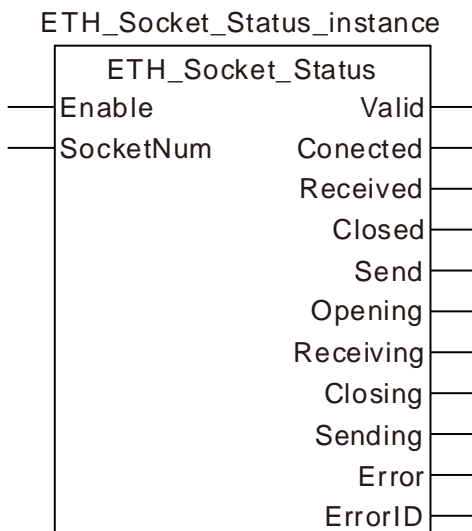 ETH_Socket_Status_instance
ETH_Socket_Status
Enable Valid
SocketNum Conected
Received
Closed
Send
Opening
Receiving
Closing
Sending
Error
ErrorID